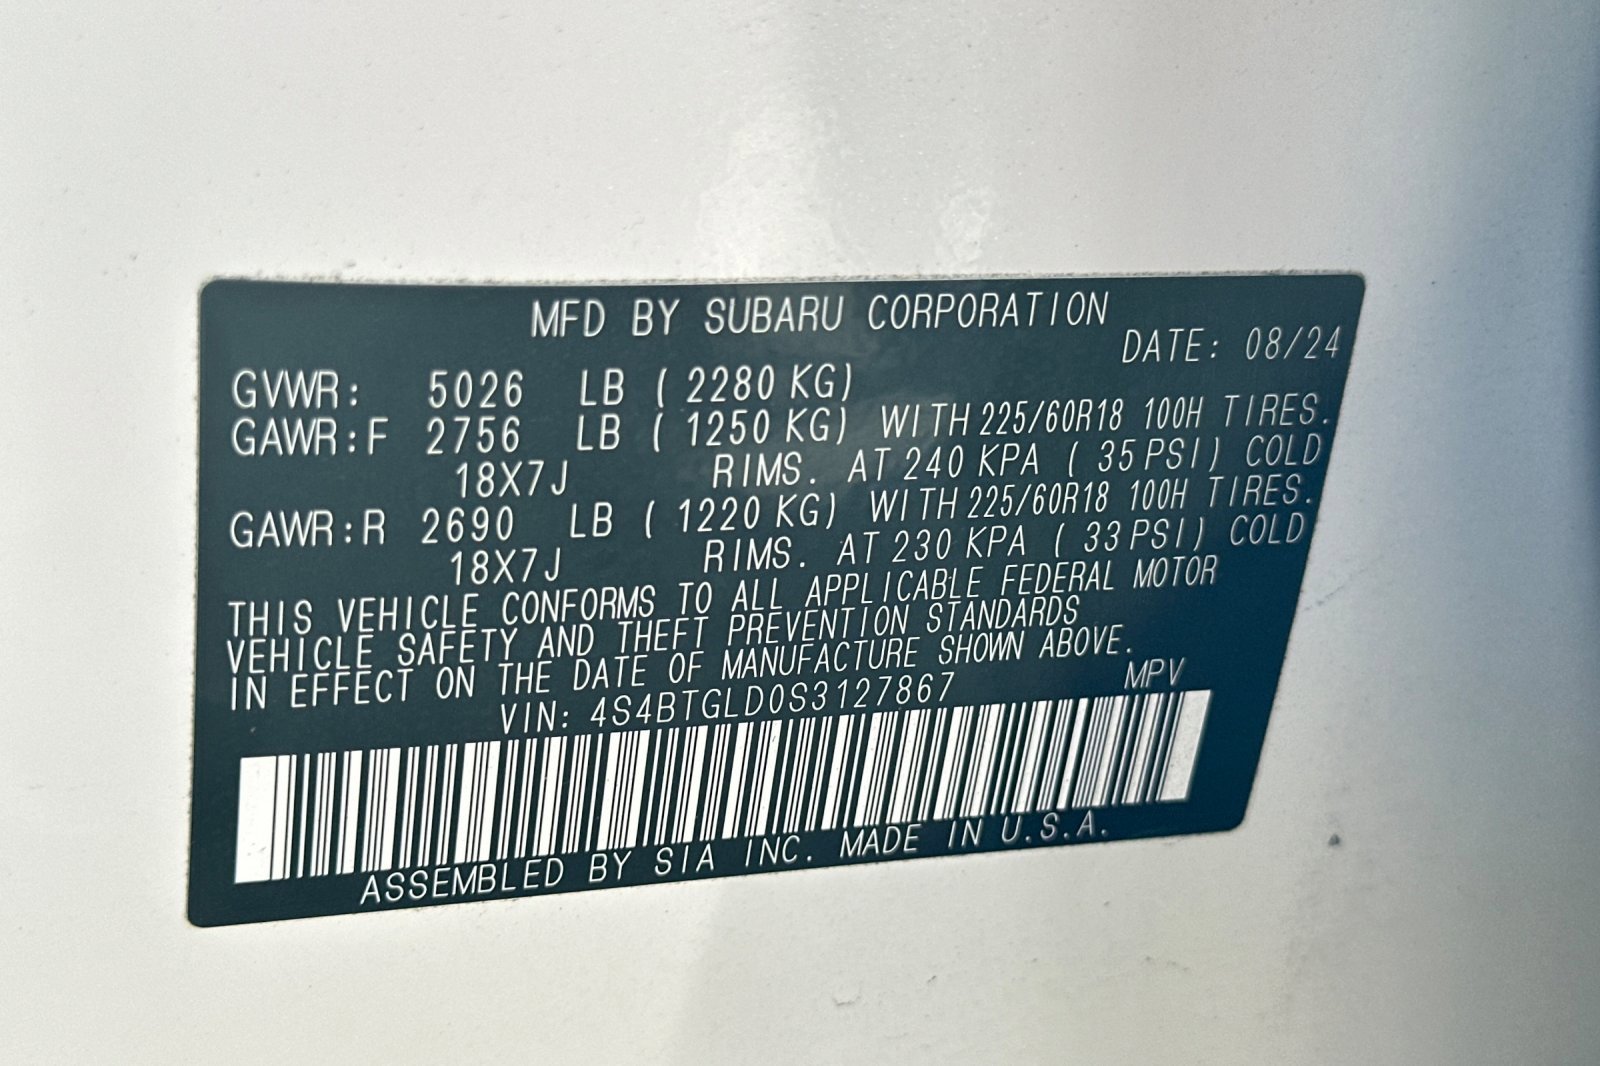 MFD BY SUBARU CORPORATION
DATE: 08/24
GVWR: 5026 LB ( 2280 KG)
GAWR:F 2756 LB ( 1250 KG) WITH 225/60R18 100H TIRES.
18X7J RIMS. AT 240 KPA ( 35 PSI) COLD
GAWR:R 2690 LB ( 1220 KG) WITH 225/60R18 100H TIRES.
18X7J RIMS. AT 230 KPA ( 33 PSI) COLD
THIS VEHICLE CONFORMS TO ALL APPLICABLE FEDERAL MOTOR
VEHICLE SAFETY AND THEFT PREVENTION STANDARDS
IN EFFECT ON THE DATE OF MANUFACTURE SHOWN ABOVE.
VIN: 4S4BTGLD0S3127867 MPV
ASSEMBLED BY SIA INC. MADE IN U.S.A.